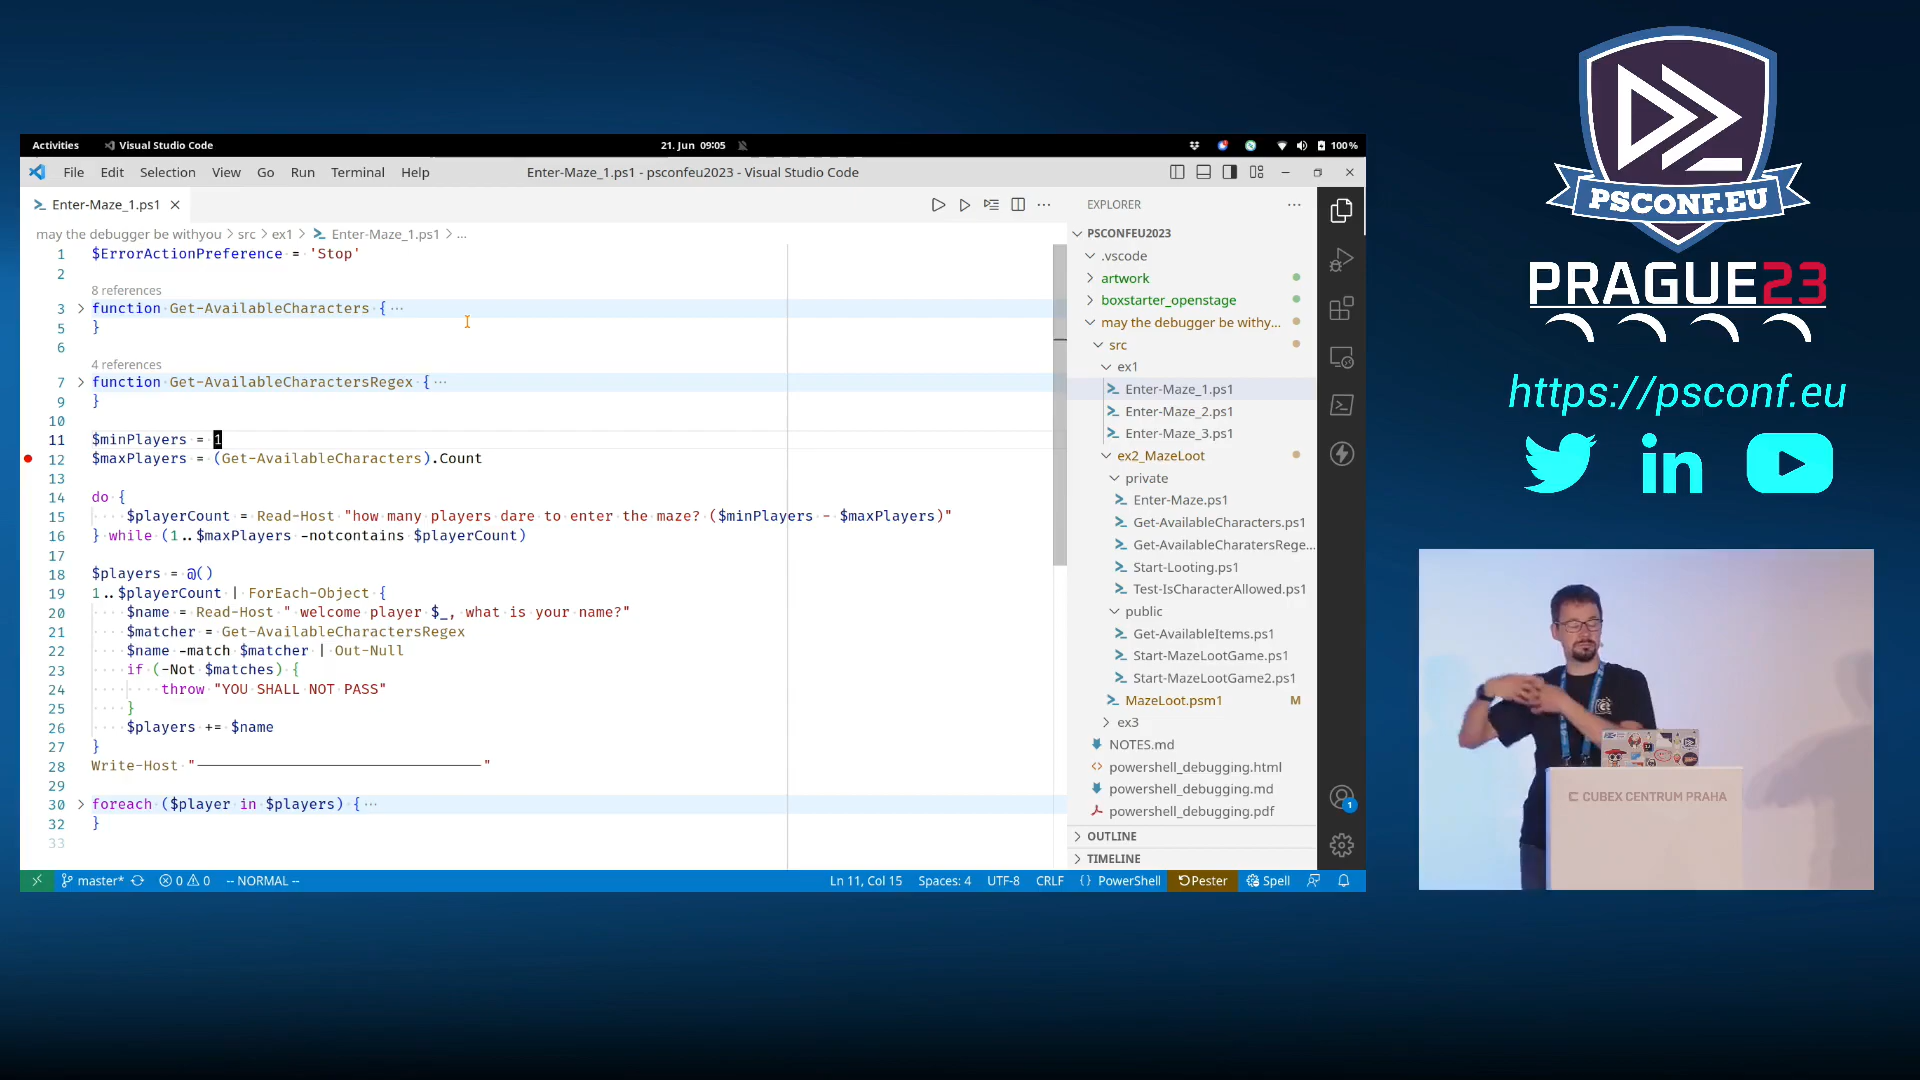 Activities
Visual Studio Code
21. Jun 09:05
100%
File Edit Selection View Go Run Terminal Help
Enter-Maze_1.ps1 - psconfeu2023 - Visual Studio Code
Enter-Maze_1.ps1
may the debugger be withyou > src > ex1 > Enter-Maze_1.ps1 > ...
1 $ErrorActionPreference = 'Stop'
2
8 references
3 function Get-AvailableCharacters { ...
5 }
6
4 references
7 function Get-AvailableCharactersRegex { ...
9 }
10
11 $minPlayers = 1
12 $maxPlayers = (Get-AvailableCharacters).Count
13
14 do {
15 $playerCount = Read-Host "how many players dare to enter the maze? ($minPlayers - $maxPlayers)"
16 } while (1..$maxPlayers -notcontains $playerCount)
17
18 $players = @()
19 1..$playerCount | ForEach-Object {
20 $name = Read-Host " welcome player $_, what is your name?"
21 $matcher = Get-AvailableCharactersRegex
22 $name -match $matcher | Out-Null
23 if (-Not $matches) {
24 throw "YOU SHALL NOT PASS"
25 }
26 $players += $name
27 }
28 Write-Host "—————————————————————————————————"
29
30 foreach ($player in $players) { ...
32 }
33
EXPLORER
PSCONFEU2023
.vscode
artwork
boxstarter_openstage
may the debugger be withy...
src
ex1
Enter-Maze_1.ps1
Enter-Maze_2.ps1
Enter-Maze_3.ps1
ex2_MazeLoot
private
Enter-Maze.ps1
Get-AvailableCharacters.ps1
Get-AvailableCharatersRege...
Start-Looting.ps1
Test-IsCharacterAllowed.ps1
public
Get-AvailableItems.ps1
Start-MazeLootGame.ps1
Start-MazeLootGame2.ps1
MazeLoot.psm1 M
ex3
NOTES.md
powershell_debugging.html
powershell_debugging.md
powershell_debugging.pdf
OUTLINE
TIMELINE
1
master* 0 0 -- NORMAL --
Ln 11, Col 15 Spaces: 4 UTF-8 CRLF {} PowerShell Pester Spell
PSCONF.EU
PRAGUE23
https://psconf.eu
in
CUBEX CENTRUM PRAHA